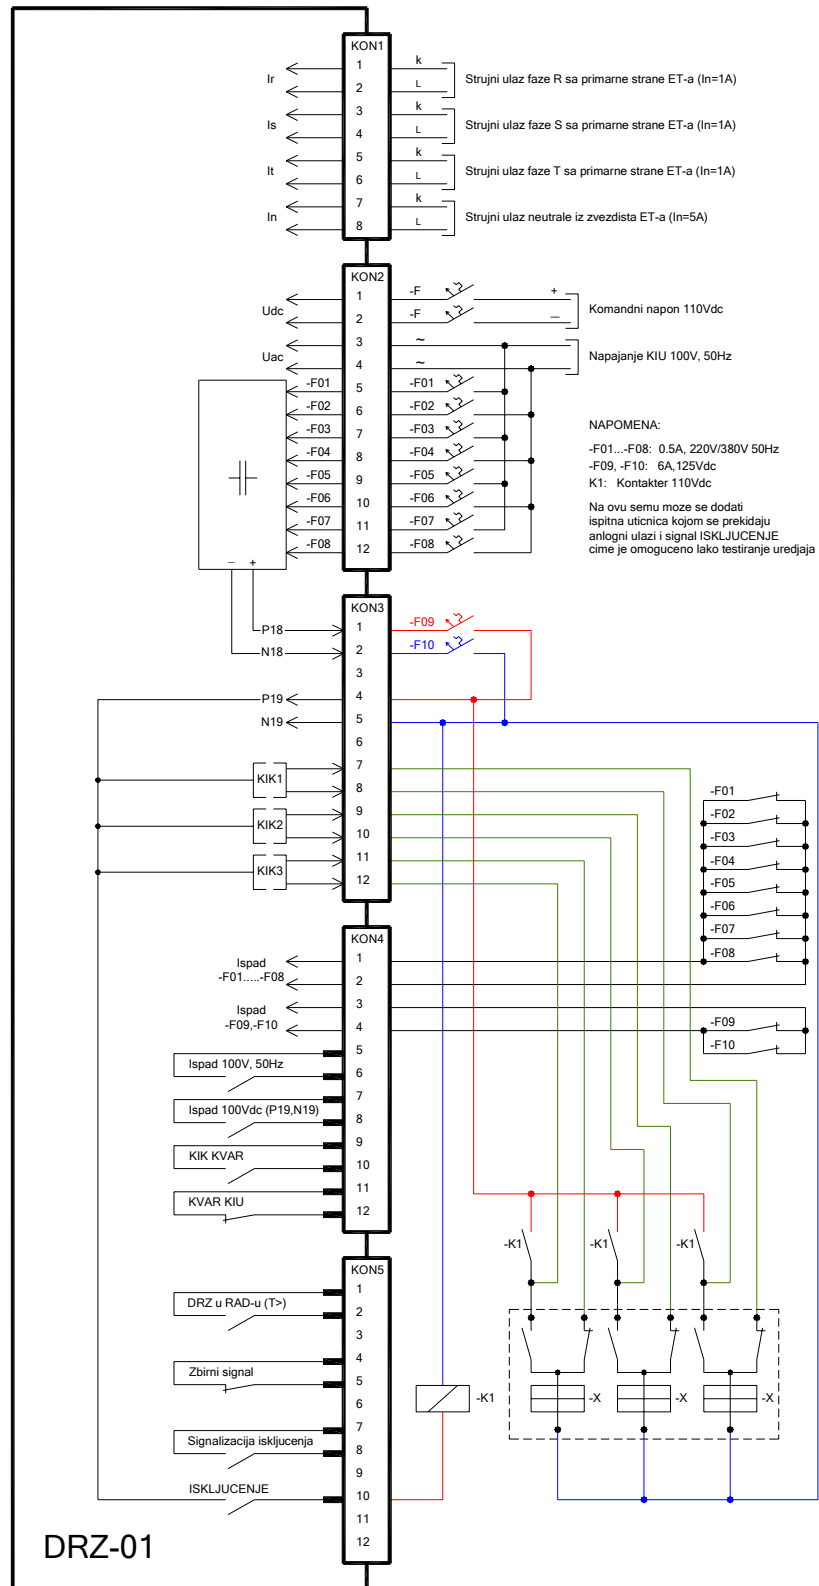 KON1
Ir
1
k
2
L
Strujni ulaz faze R sa primarne strane ET-a (In=1A)
Is
3
k
4
L
Strujni ulaz faze S sa primarne strane ET-a (In=1A)
It
5
k
6
L
Strujni ulaz faze T sa primarne strane ET-a (In=1A)
In
7
k
8
L
Strujni ulaz neutrale iz zvezdista ET-a (In=5A)
KON2
Udc
1
-F
+
2
-F
−
Komandni napon 110Vdc
Uac
3
~
4
~
Napajanje KIU 100V, 50Hz
-F01
5
-F01
-F02
6
-F02
-F03
7
-F03
-F04
8
-F04
-F05
9
-F05
-F06
10
-F06
-F07
11
-F07
-F08
12
-F08
− +
NAPOMENA:
-F01...-F08: 0.5A, 220V/380V 50Hz
-F09, -F10: 6A,125Vdc
K1: Kontakter 110Vdc
Na ovu semu moze se dodati
ispitna uticnica kojom se prekidaju
anlogni ulazi i signal ISKLJUCENJE
cime je omoguceno lako testiranje uredjaja
KON3
P18
1
-F09
N18
2
-F10
3
P19
4
N19
5
6
KIK1
7
8
KIK2
9
10
KIK3
11
12
-F01
-F02
-F03
-F04
-F05
-F06
-F07
-F08
KON4
Ispad
-F01.....-F08
1
2
Ispad
-F09,-F10
3
4
-F09
-F10
5
Ispad 100V, 50Hz
6
7
Ispad 100Vdc (P19,N19)
8
9
KIK KVAR
10
11
KVAR KIU
12
-K1
-K1
-K1
KON5
1
DRZ u RAD-u (T>)
2
3
4
Zbirni signal
5
6
7
Signalizacija iskljucenja
8
9
ISKLJUCENJE
10
11
12
-K1
-X
-X
-X
DRZ-01